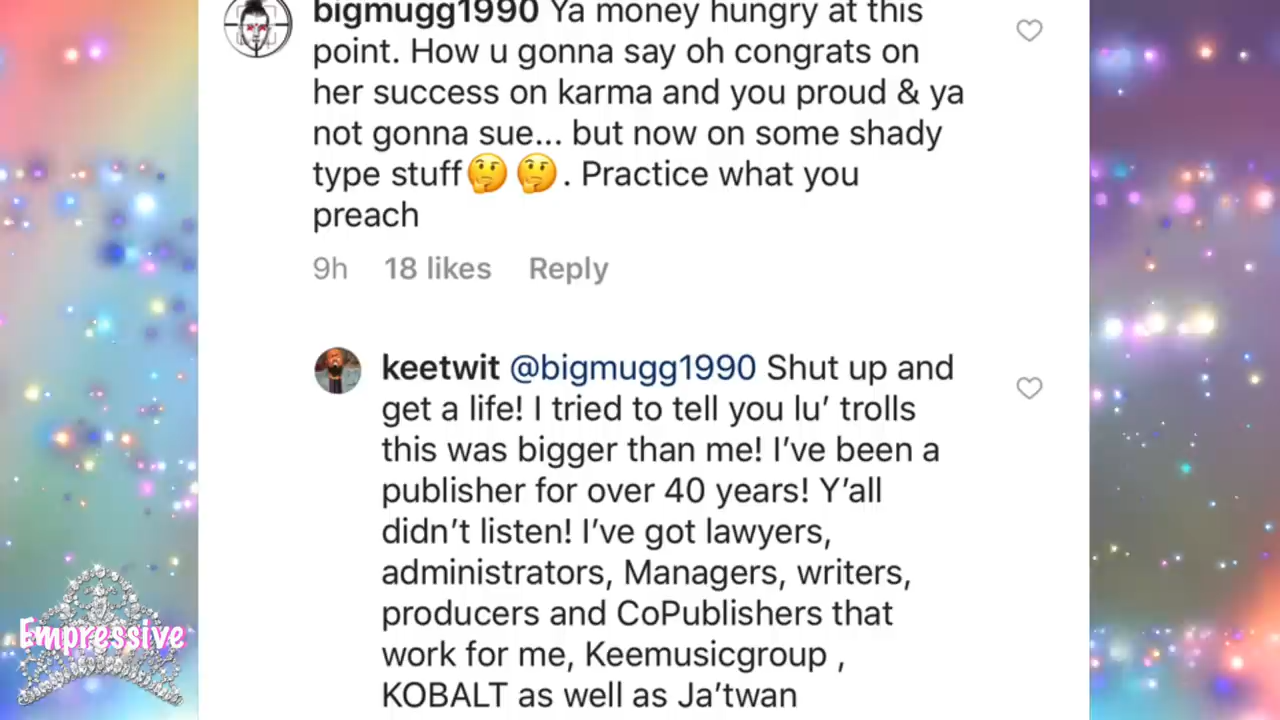 bigmugg1990 Ya money hungry at this
point. How u gonna say oh congrats on
her success on karma and you proud & ya
not gonna sue... but now on some shady
type stuff🤔🤔. Practice what you
preach
9h 18 likes Reply
keetwit @bigmugg1990 Shut up and
get a life! I tried to tell you lu’ trolls
this was bigger than me! I’ve been a
publisher for over 40 years! Y’all
didn’t listen! I’ve got lawyers,
administrators, Managers, writers,
producers and CoPublishers that
work for me, Keemusicgroup ,
KOBALT as well as Ja’twan
Empressive